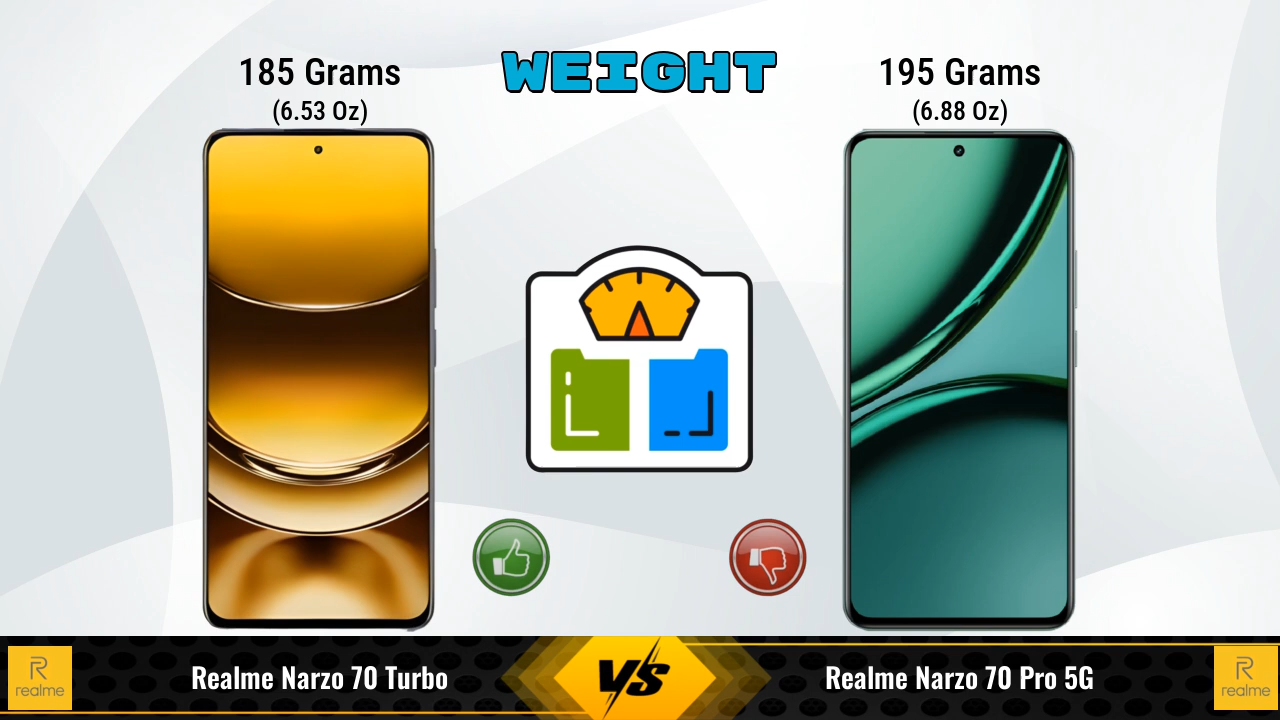 185 Grams
(6.53 Oz)
WEIGHT
195 Grams
(6.88 Oz)
realme
Realme Narzo 70 Turbo
VS
Realme Narzo 70 Pro 5G
realme